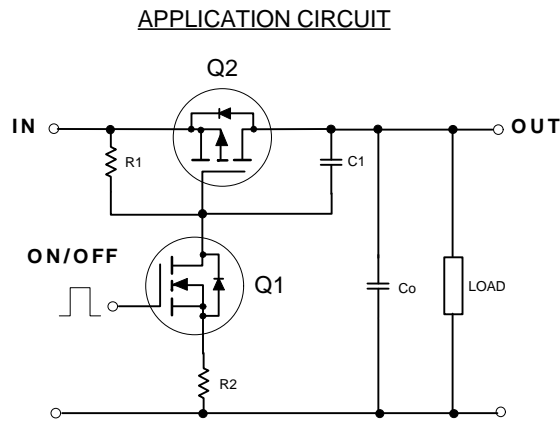 APPLICATION CIRCUIT
Q2
IN
OUT
R1
C1
ON/OFF
Q1
Co
LOAD
R2